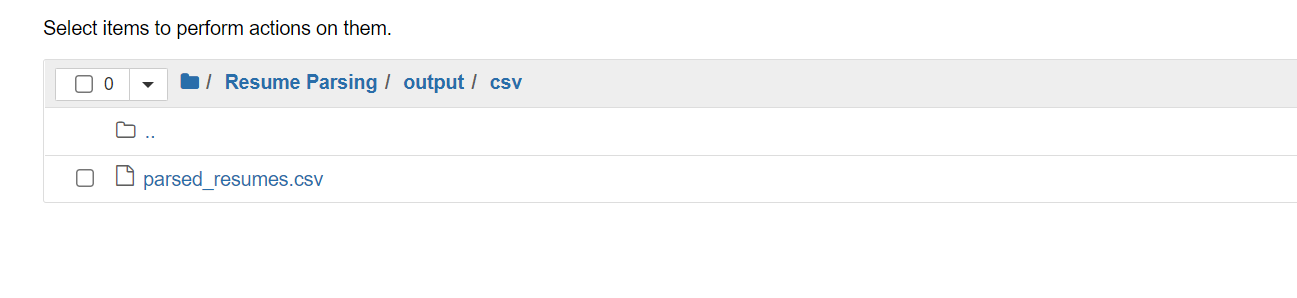 Select items to perform actions on them.
0 / Resume Parsing / output / csv
..
parsed_resumes.csv